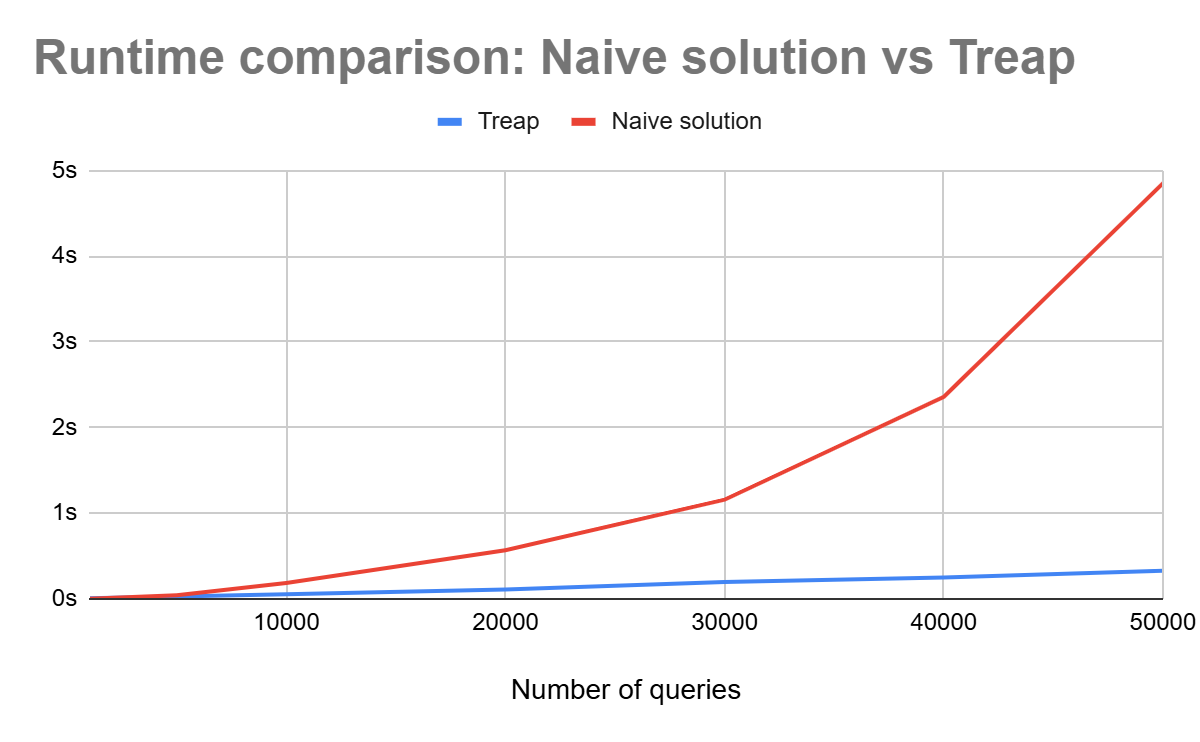 Runtime comparison: Naive solution vs Treap
Treap
Naive solution
5s
4s
3s
2s
1s
0s
10000
20000
30000
40000
50000
Number of queries